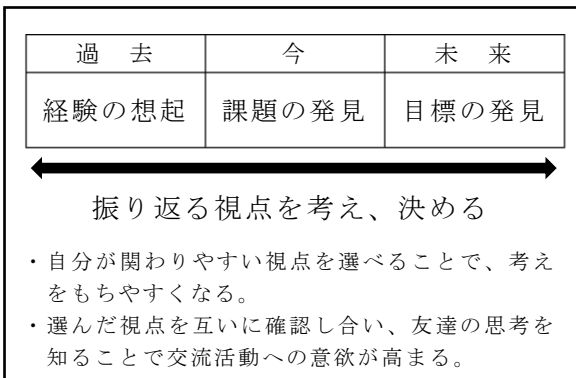 過 去 今 未 来
経験の想起 課題の発見 目標の発見
振り返る視点を考え、決める
・自分が関わりやすい視点を選べることで、考え
をもちやすくなる。
・選んだ視点を互いに確認し合い、友達の思考を
知ることで交流活動への意欲が高まる。